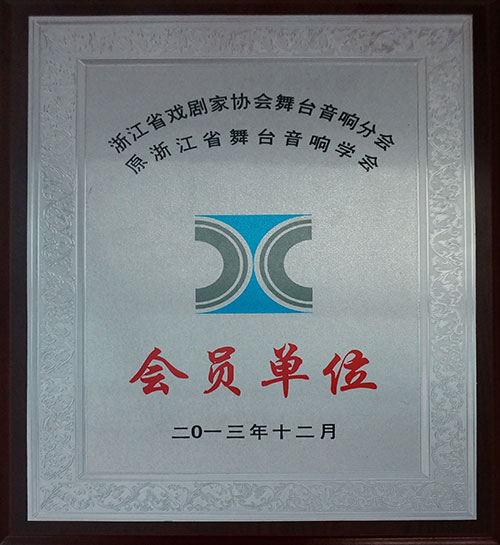 浙江省戏剧家协会舞台音响分会
原浙江省舞台音响学会
会员单位
二0一三年十二月